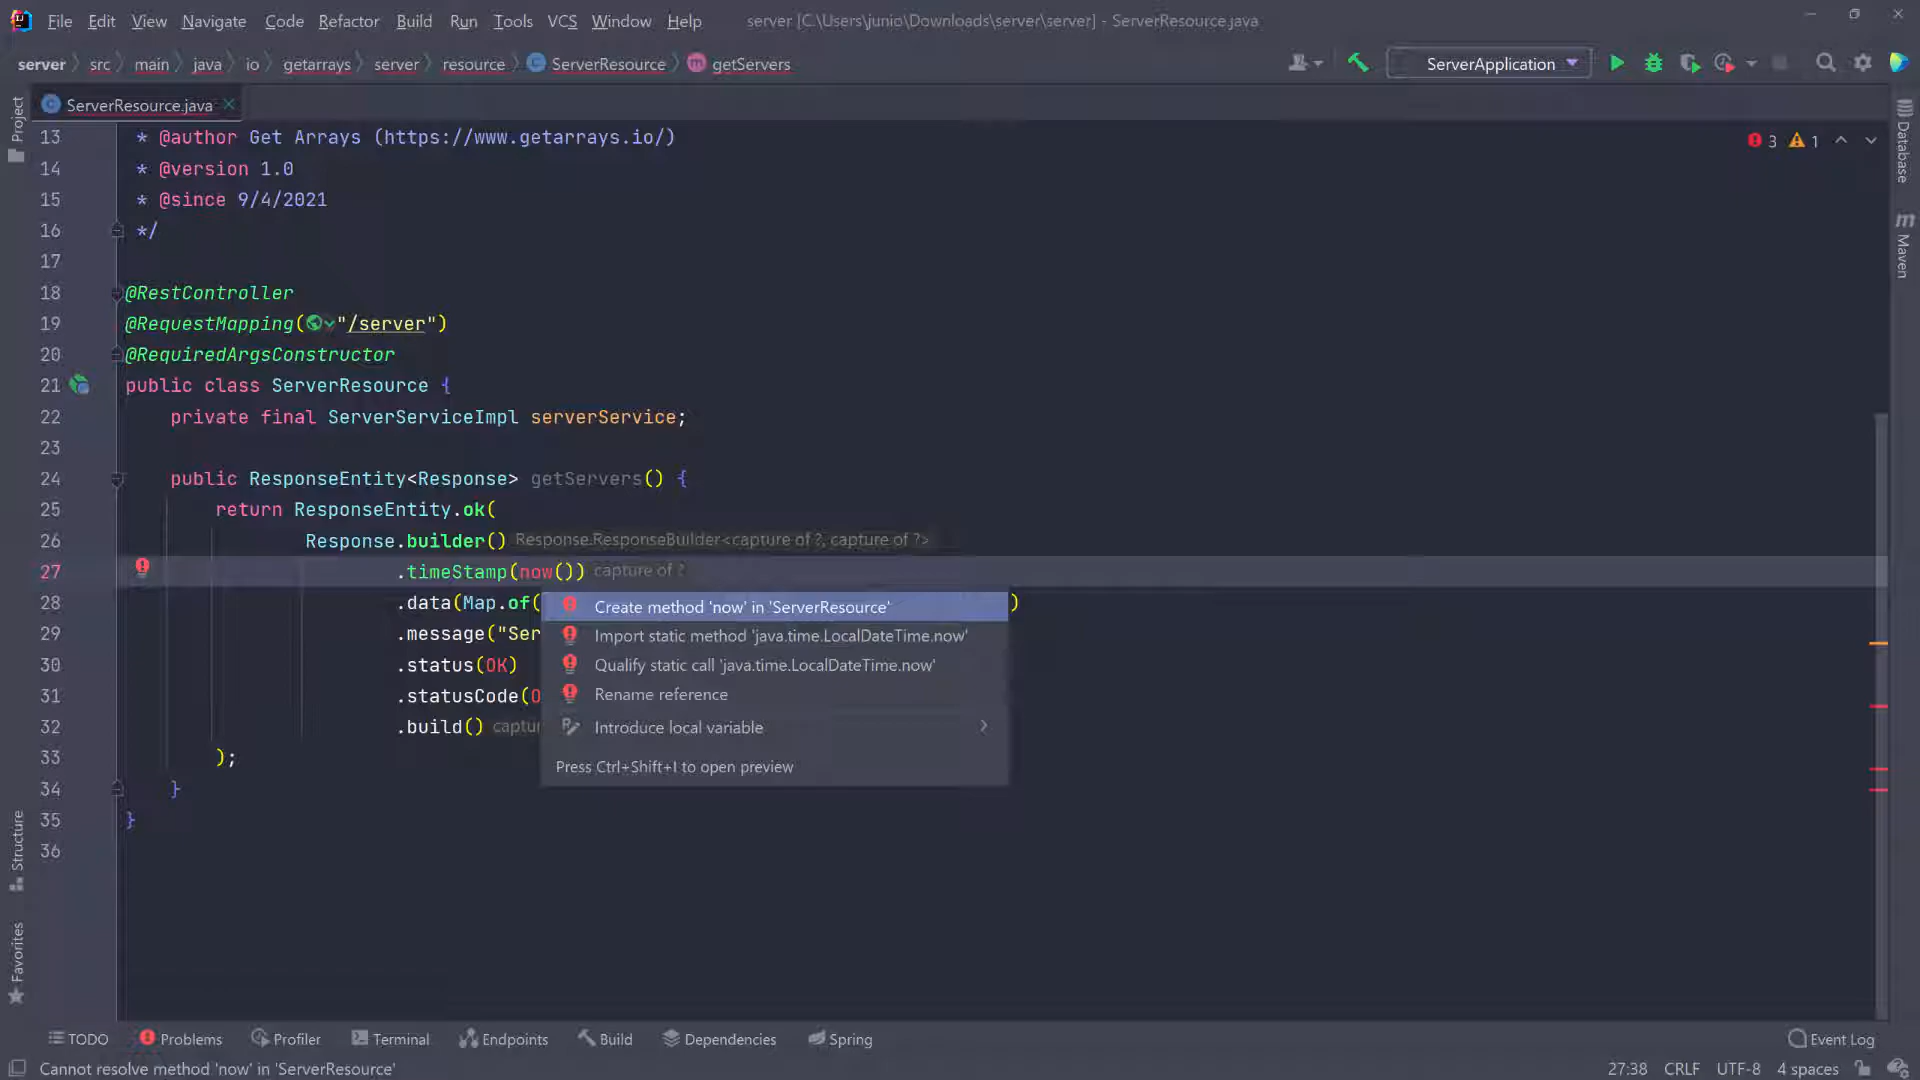 File Edit View Navigate Code Refactor Build Run Tools VCS Window Help server [C:\Users\junio\Downloads\server\server] - ServerResource.java
server src main java io getarrays server resource ServerResource getServers ServerApplication
Project
ServerResource.java
3 1
Database
Maven
13 * @author Get Arrays (https://www.getarrays.io/)
14 * @version 1.0
15 * @since 9/4/2021
16 */
17
18 @RestController
19 @RequestMapping("/server")
20 @RequiredArgsConstructor
21 public class ServerResource {
22 private final ServerServiceImpl serverService;
23
24 public ResponseEntity<Response> getServers() {
25 return ResponseEntity.ok(
26 Response.builder() Response.ResponseBuilder<capture of ?, capture of ?>
27 .timeStamp(now()) capture of ?
28 .data(Map.of( )
29 .message("Ser
30 .status(OK)
31 .statusCode(O
32 .build() captu
33 );
34 }
35 }
36
Create method 'now' in 'ServerResource'
Import static method 'java.time.LocalDateTime.now'
Qualify static call 'java.time.LocalDateTime.now'
Rename reference
Introduce local variable
Press Ctrl+Shift+I to open preview
Structure
Favorites
TODO Problems Profiler Terminal Endpoints Build Dependencies Spring Event Log
Cannot resolve method 'now' in 'ServerResource' 27:38 CRLF UTF-8 4 spaces